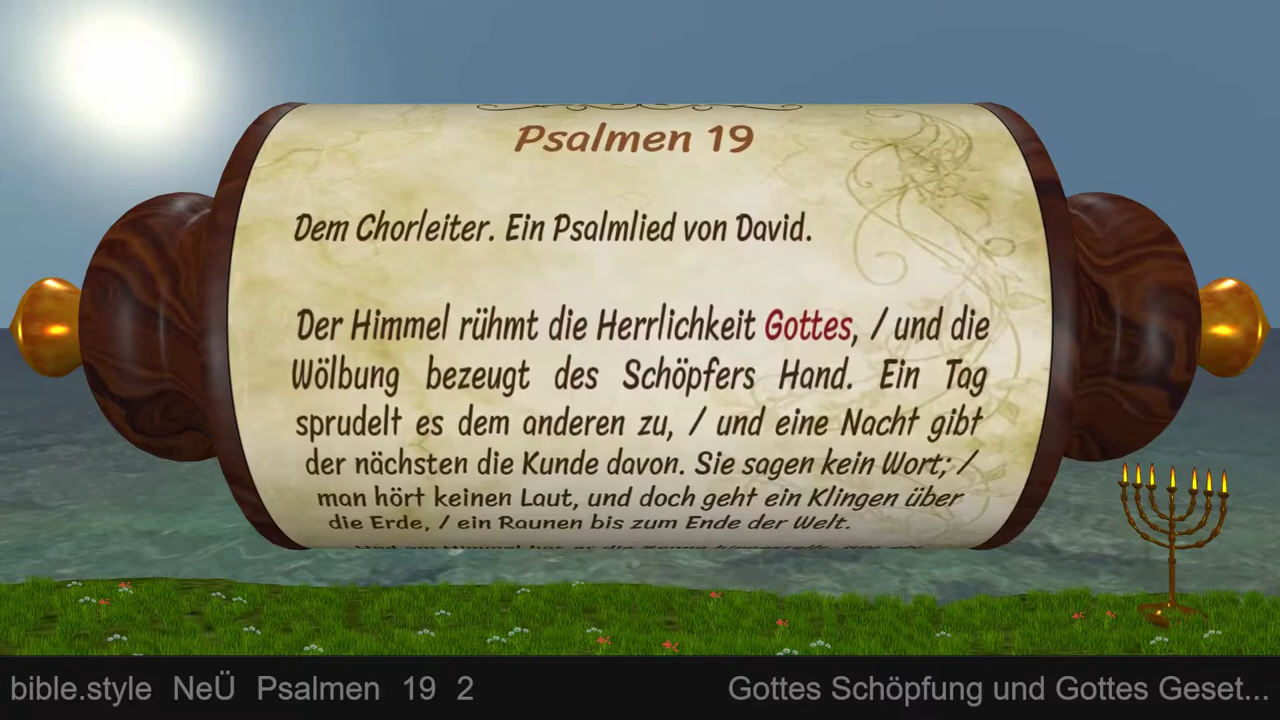 Psalmen 19
Dem Chorleiter. Ein Psalmlied von David.
Der Himmel rühmt die Herrlichkeit Gottes, / und die
Wölbung bezeugt des Schöpfers Hand. Ein Tag
sprudelt es dem anderen zu, / und eine Nacht gibt
der nächsten die Kunde davon. Sie sagen kein Wort; /
man hört keinen Laut, und doch geht ein Klingen über
die Erde, / ein Raunen bis zum Ende der Welt.
bible.style NeÜ Psalmen 19 2
Gottes Schöpfung und Gottes Geset...